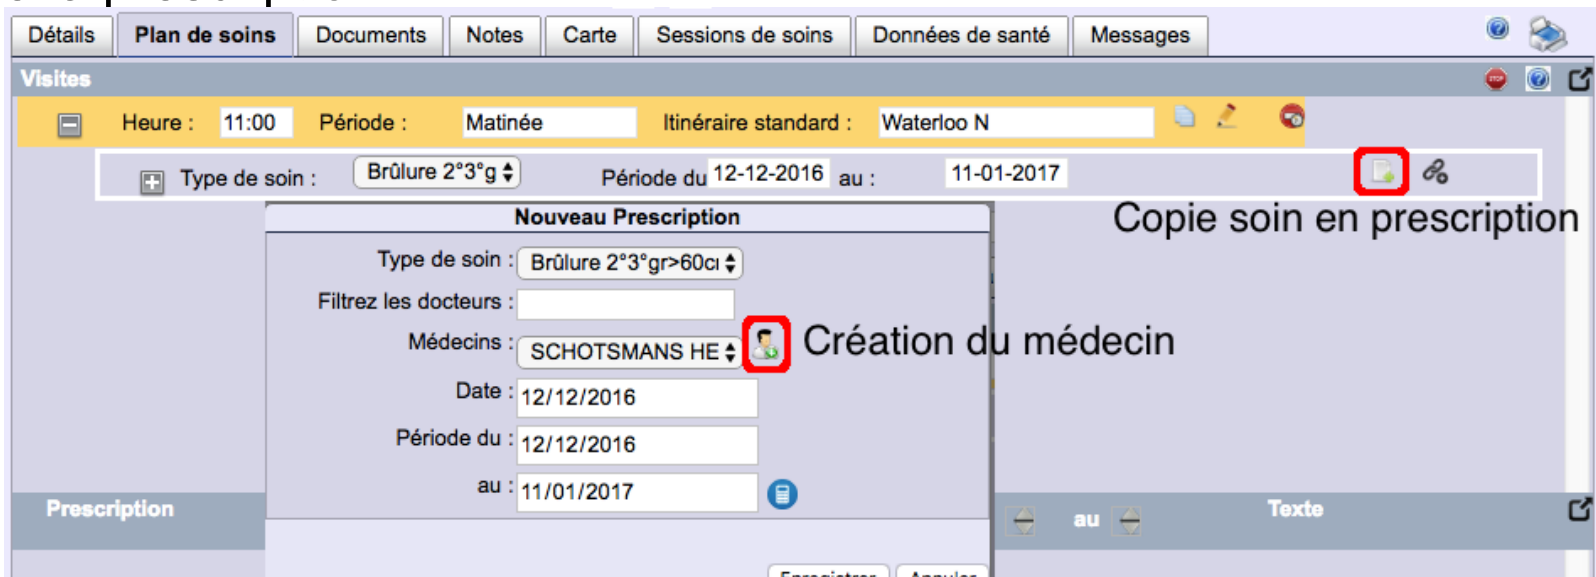 Détails Plan de soins Documents Notes Carte Sessions de soins Données de santé Messages
Visites
Heure : 11:00 Période : Matinée Itinéraire standard : Waterloo N
Type de soin : Brûlure 2°3°g Période du 12-12-2016 au : 11-01-2017
Copie soin en prescription
Nouveau Prescription
Type de soin : Brûlure 2°3°gr>60c
Filtrez les docteurs :
Médecins : SCHOTSMANS HE
Création du médecin
Date : 12/12/2016
Période du : 12/12/2016
au : 11/01/2017
Prescription au Texte
Enregistrer Annuler